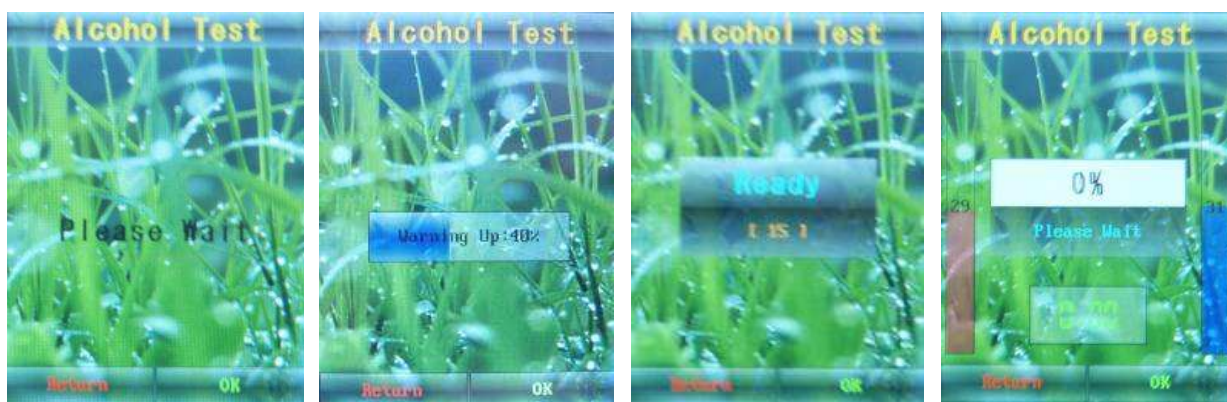 Alcohol Test
Please Wait
Return OK
Alcohol Test
Warning Up:40%
Return OK
Alcohol Test
Ready
Return OK
Alcohol Test
0%
29
31
Please Wait
Return OK